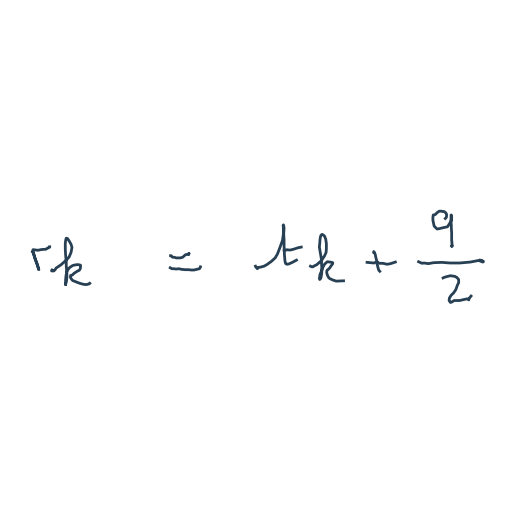 rk = tk + 9/2